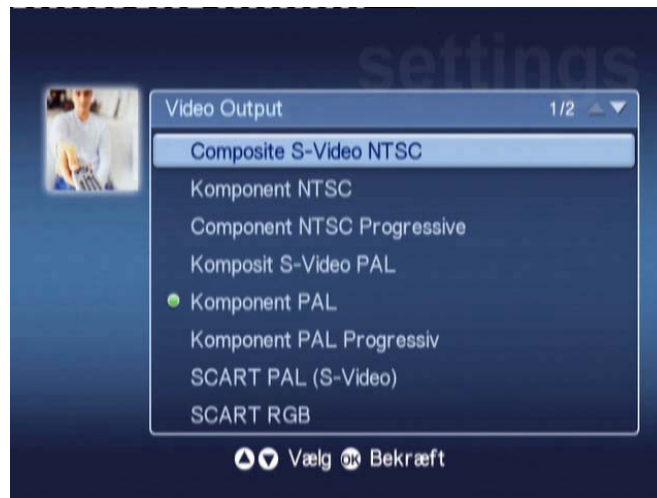 settings
Video Output 1/2
Composite S-Video NTSC
Komponent NTSC
Component NTSC Progressive
Komposit S-Video PAL
Komponent PAL
Komponent PAL Progressiv
SCART PAL (S-Video)
SCART RGB
Vælg OK Bekræft